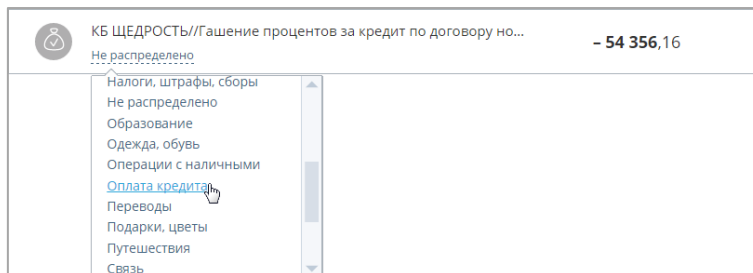 КБ ЩЕДРОСТЬ//Гашение процентов за кредит по договору но...
– 54 356,16
Не распределено
Налоги, штрафы, сборы
Не распределено
Образование
Одежда, обувь
Операции с наличными
Оплата кредита
Переводы
Подарки, цветы
Путешествия
Связь